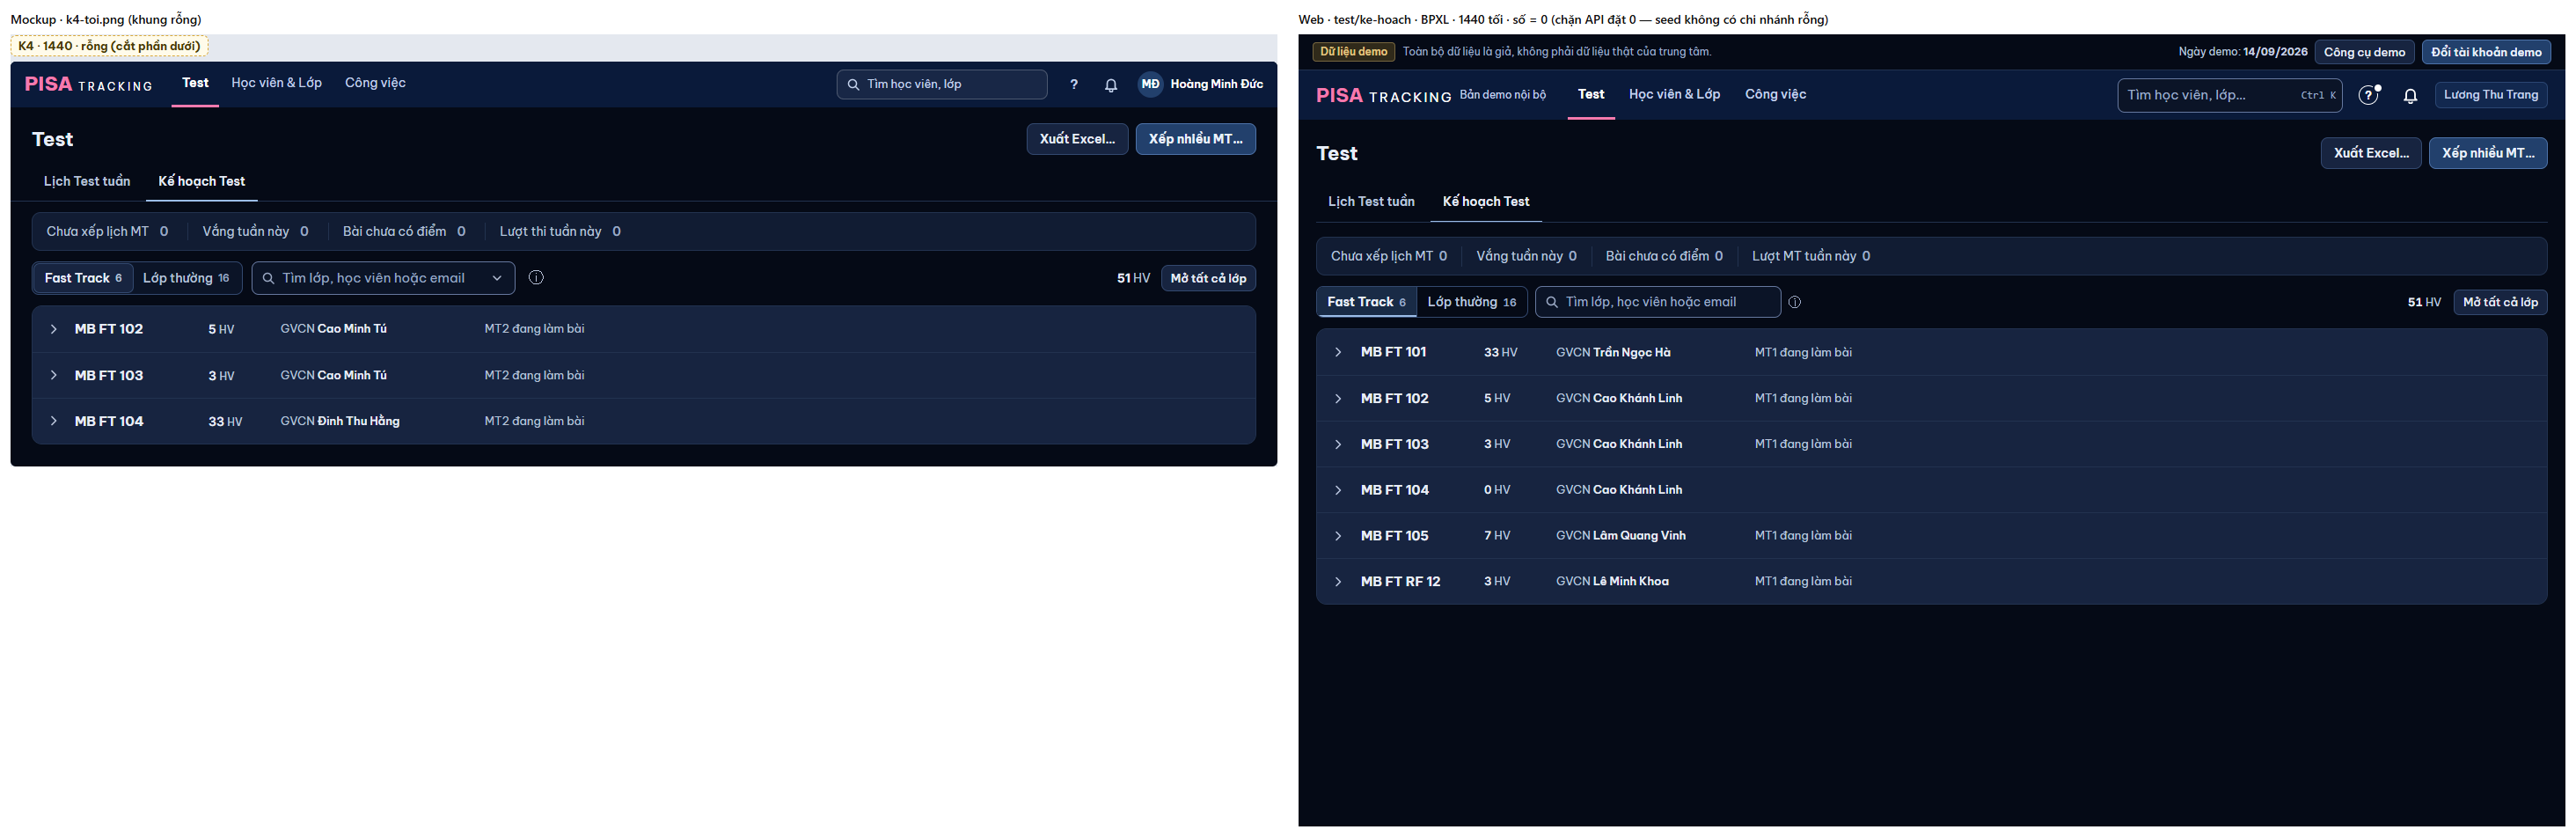 Mockup · k4-toi.png (khung rỗng)
K4 · 1440 · rỗng (cắt phần dưới)
PISA TRACKING Test Học viên & Lớp Công việc Tìm học viên, lớp ? MĐ Hoàng Minh Đức
Test Xuất Excel... Xếp nhiều MT...
Lịch Test tuần Kế hoạch Test
Chưa xếp lịch MT 0 Vắng tuần này 0 Bài chưa có điểm 0 Lượt thi tuần này 0
Fast Track 6 Lớp thường 16 Tìm lớp, học viên hoặc email 51 HV Mở tất cả lớp
MB FT 102 5 HV GVCN Cao Minh Tú MT2 đang làm bài
MB FT 103 3 HV GVCN Cao Minh Tú MT2 đang làm bài
MB FT 104 33 HV GVCN Đinh Thu Hằng MT2 đang làm bài
Web · test/ke-hoach · BPXL · 1440 tối · số = 0 (chặn API đặt 0 — seed không có chi nhánh rỗng)
Dữ liệu demo Toàn bộ dữ liệu là giả, không phải dữ liệu thật của trung tâm. Ngày demo: 14/09/2026 Công cụ demo Đổi tài khoản demo
PISA TRACKING Bản demo nội bộ Test Học viên & Lớp Công việc Tìm học viên, lớp... Ctrl K ? Lương Thu Trang
Test Xuất Excel... Xếp nhiều MT...
Lịch Test tuần Kế hoạch Test
Chưa xếp lịch MT 0 Vắng tuần này 0 Bài chưa có điểm 0 Lượt MT tuần này 0
Fast Track 6 Lớp thường 16 Tìm lớp, học viên hoặc email 51 HV Mở tất cả lớp
MB FT 101 33 HV GVCN Trần Ngọc Hà MT1 đang làm bài
MB FT 102 5 HV GVCN Cao Khánh Linh MT1 đang làm bài
MB FT 103 3 HV GVCN Cao Khánh Linh MT1 đang làm bài
MB FT 104 0 HV GVCN Cao Khánh Linh
MB FT 105 7 HV GVCN Lâm Quang Vinh MT1 đang làm bài
MB FT RF 12 3 HV GVCN Lê Minh Khoa MT1 đang làm bài